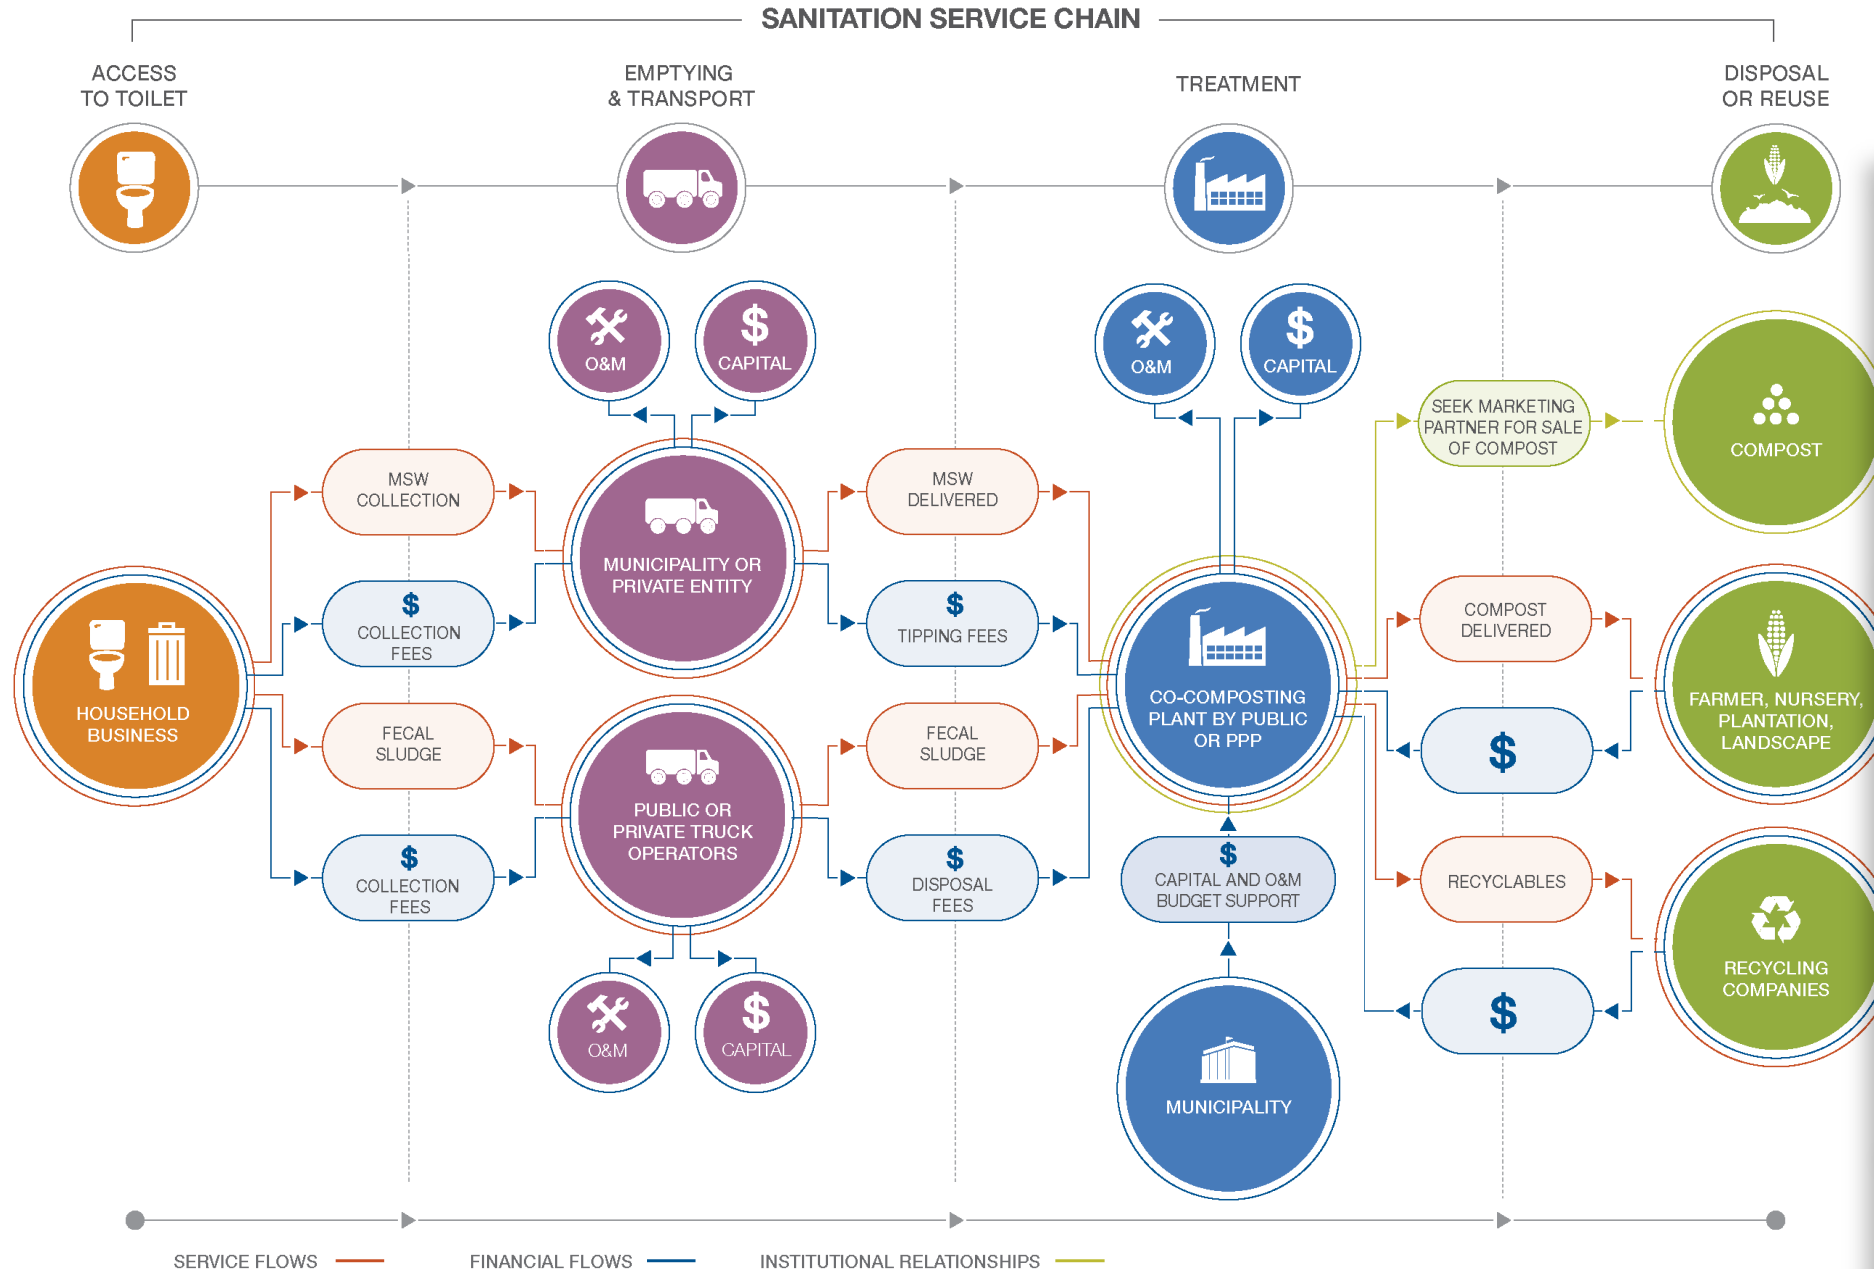 SANITATION SERVICE CHAIN
ACCESS
TO TOILET
EMPTYING
& TRANSPORT
TREATMENT
DISPOSAL
OR REUSE
O&M
$
CAPITAL
O&M
$
CAPITAL
SEEK MARKETING
PARTNER FOR SALE
OF COMPOST
COMPOST
MSW
COLLECTION
MUNICIPALITY OR
PRIVATE ENTITY
MSW
DELIVERED
$
COLLECTION
FEES
$
TIPPING FEES
COMPOST
DELIVERED
HOUSEHOLD
BUSINESS
CO-COMPOSTING
PLANT BY PUBLIC
OR PPP
FARMER, NURSERY,
PLANTATION,
LANDSCAPE
FECAL
SLUDGE
FECAL
SLUDGE
$
PUBLIC OR
PRIVATE TRUCK
OPERATORS
$
COLLECTION
FEES
$
DISPOSAL
FEES
$
CAPITAL AND O&M
BUDGET SUPPORT
RECYCLABLES
RECYCLING
COMPANIES
$
O&M
$
CAPITAL
MUNICIPALITY
SERVICE FLOWS
FINANCIAL FLOWS
INSTITUTIONAL RELATIONSHIPS